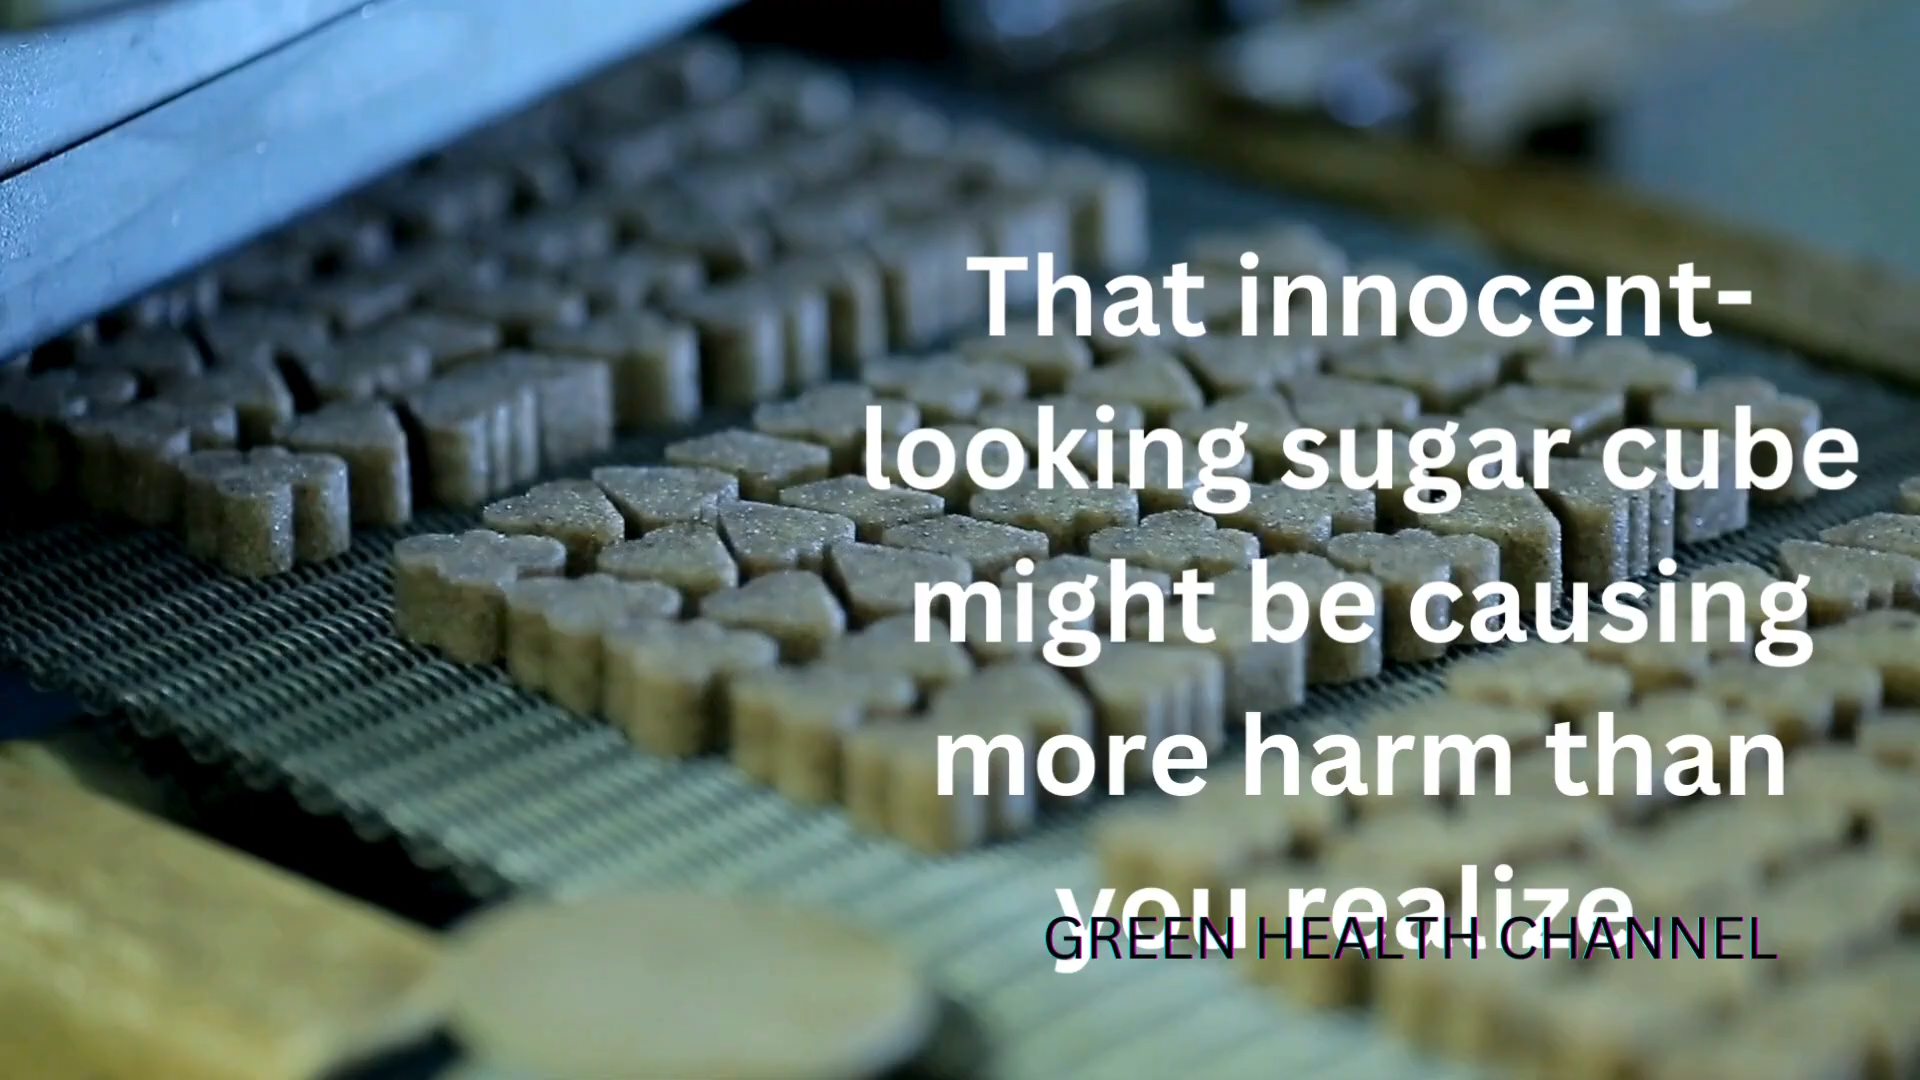 That innocent-
looking sugar cube
might be causing
more harm than
you realize.
GREEN HEALTH CHANNEL